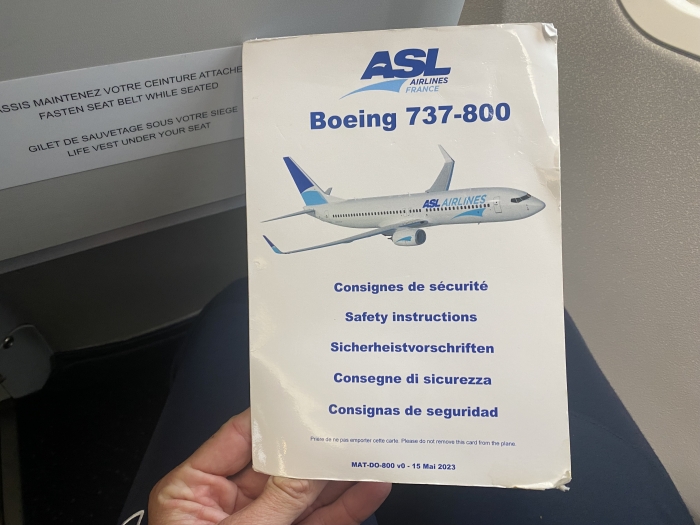 ASSIS MAINTENEZ VOTRE CEINTURE ATTACHE
FASTEN SEAT BELT WHILE SEATED
GILET DE SAUVETAGE SOUS VOTRE SIEGE
LIFE VEST UNDER YOUR SEAT
ASL
AIRLINES
FRANCE
Boeing 737-800
ASL AIRLINES
Consignes de sécurité
Safety instructions
Sicherheistvorschriften
Consegne di sicurezza
Consignas de seguridad
Prière de ne pas emporter cette carte. Please do not remove this card from the plane.
MAT-DO-800 v0 - 15 Mai 2023